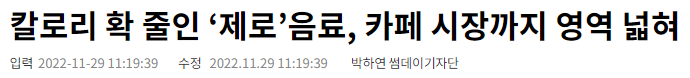 칼로리 확 줄인 ‘제로’음료, 카페 시장까지 영역 넓혀
입력 2022-11-29 11:19:39 수정 2022.11.29 11:19:39 박하연 썸데이기자단